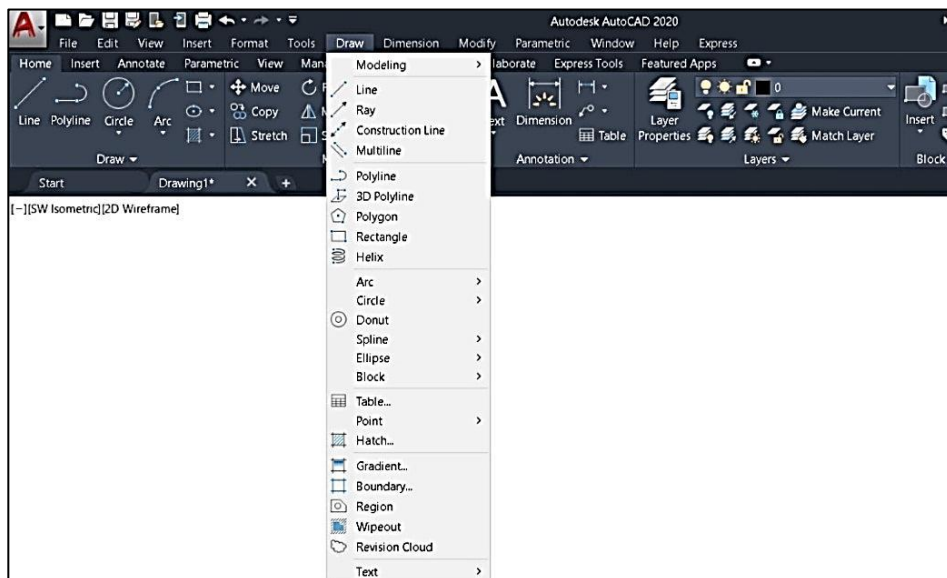 Autodesk AutoCAD 2020
File Edit View Insert Format Tools Draw Dimension Modify Parametric Window Help Express
Home Insert Annotate Parametric View Express Tools Featured Apps
Line Polyline Circle Arc
Move
Copy
Stretch
Dimension
Table
Annotation
Layer Properties
0
Make Current
Match Layer
Layers
Insert
Block
Draw
Start Drawing1* X +
[-][SW Isometric][2D Wireframe]
Modeling
Line
Ray
Construction Line
Multiline
Polyline
3D Polyline
Polygon
Rectangle
Helix
Arc
Circle
Donut
Spline
Ellipse
Block
Table...
Point
Hatch...
Gradient...
Boundary...
Region
Wipeout
Revision Cloud
Text